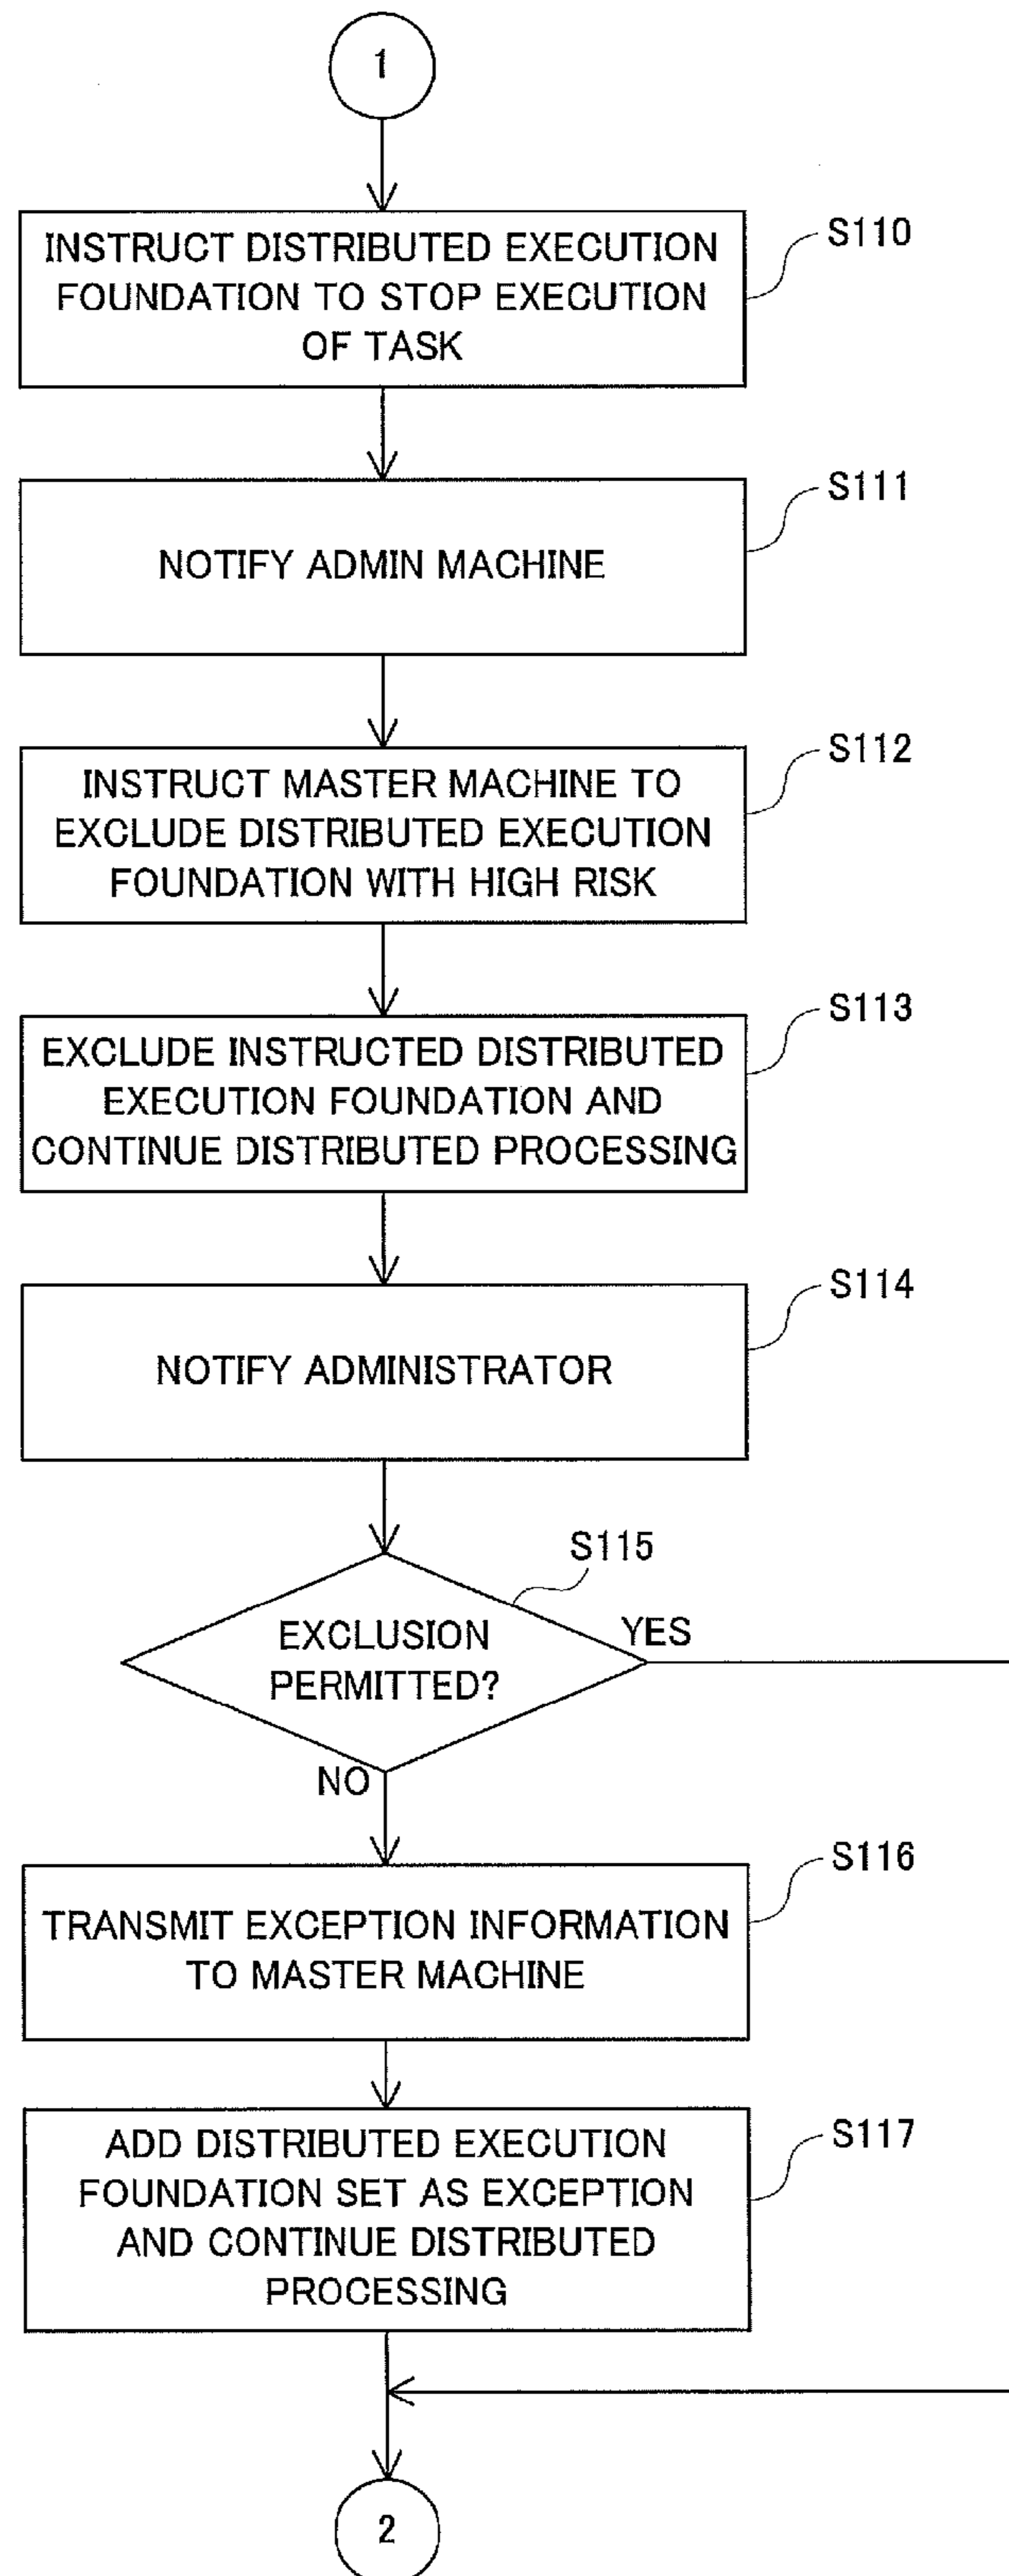 1
INSTRUCT DISTRIBUTED EXECUTION
FOUNDATION TO STOP EXECUTION
OF TASK
S110
NOTIFY ADMIN MACHINE
S111
INSTRUCT MASTER MACHINE TO
EXCLUDE DISTRIBUTED EXECUTION
FOUNDATION WITH HIGH RISK
S112
EXCLUDE INSTRUCTED DISTRIBUTED
EXECUTION FOUNDATION AND
CONTINUE DISTRIBUTED PROCESSING
S113
NOTIFY ADMINISTRATOR
S114
EXCLUSION
PERMITTED?
S115
YES
NO
TRANSMIT EXCEPTION INFORMATION
TO MASTER MACHINE
S116
ADD DISTRIBUTED EXECUTION
FOUNDATION SET AS EXCEPTION
AND CONTINUE DISTRIBUTED
PROCESSING
S117
2